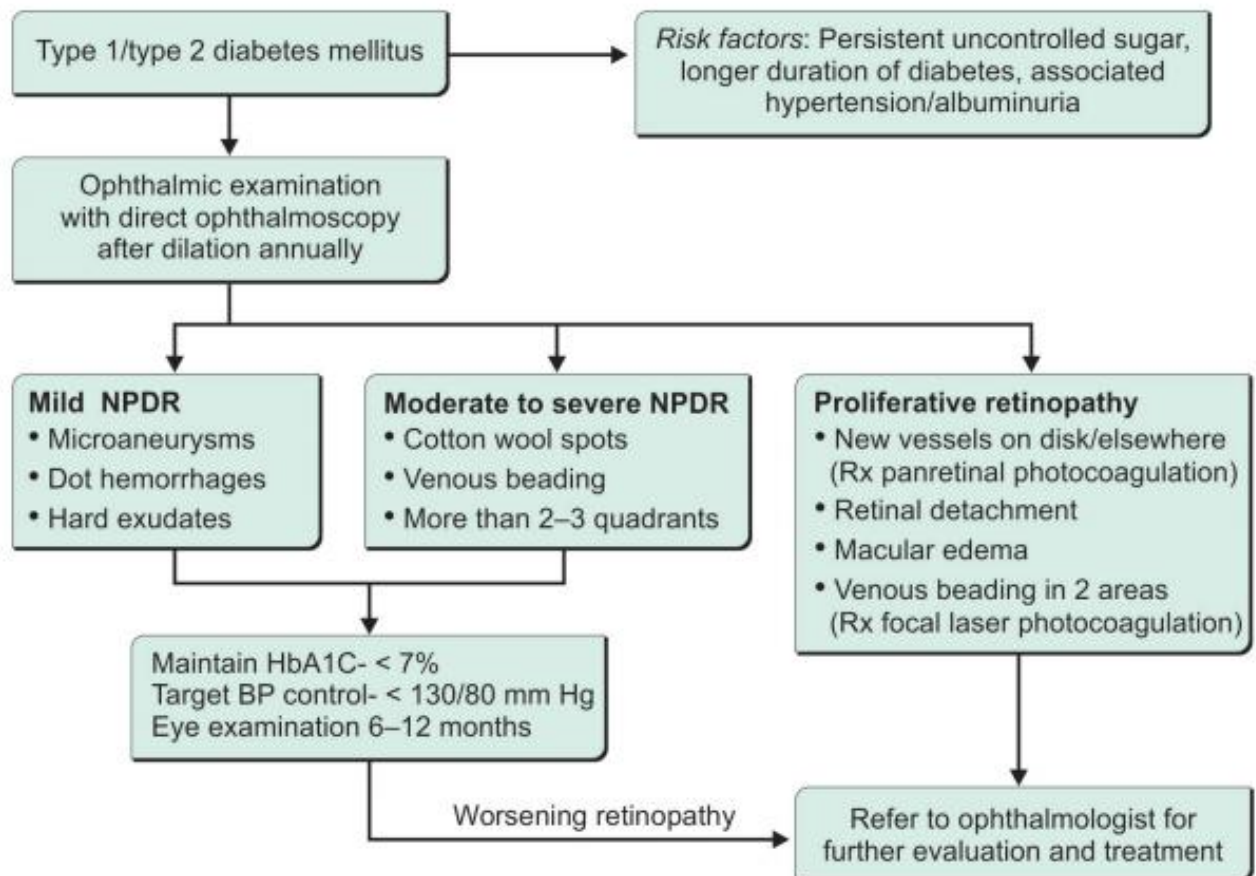 Type 1/type 2 diabetes mellitus
Risk factors: Persistent uncontrolled sugar,
longer duration of diabetes, associated
hypertension/albuminuria
Ophthalmic examination
with direct ophthalmoscopy
after dilation annually
Mild NPDR
• Microaneurysms
• Dot hemorrhages
• Hard exudates
Moderate to severe NPDR
• Cotton wool spots
• Venous beading
• More than 2–3 quadrants
Proliferative retinopathy
• New vessels on disk/elsewhere
(Rx panretinal photocoagulation)
• Retinal detachment
• Macular edema
• Venous beading in 2 areas
(Rx focal laser photocoagulation)
Maintain HbA1C- < 7%
Target BP control- < 130/80 mm Hg
Eye examination 6–12 months
Worsening retinopathy
Refer to ophthalmologist for
further evaluation and treatment